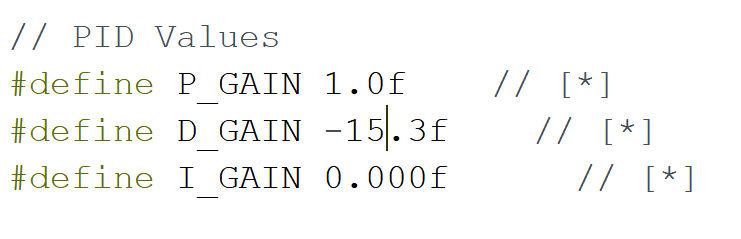 // PID Values
#define P_GAIN 1.0f    // [*]
#define D_GAIN -15.3f    // [*]
#define I_GAIN 0.000f     // [*]